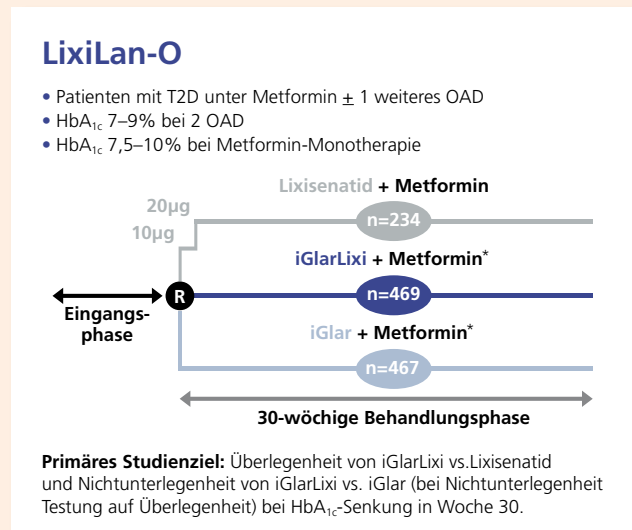 LixiLan-O
• Patienten mit T2D unter Metformin ± 1 weiteres OAD
• HbA1c 7–9% bei 2 OAD
• HbA1c 7,5–10% bei Metformin-Monotherapie
Lixisenatid + Metformin
20µg
n=234
10µg
iGlarLixi + Metformin*
R
n=469
Eingangs-
phase
iGlar + Metformin*
n=467
30-wöchige Behandlungsphase
Primäres Studienziel: Überlegenheit von iGlarLixi vs.Lixisenatid
und Nichtunterlegenheit von iGlarLixi vs. iGlar (bei Nichtunterlegenheit
Testung auf Überlegenheit) bei HbA1c-Senkung in Woche 30.